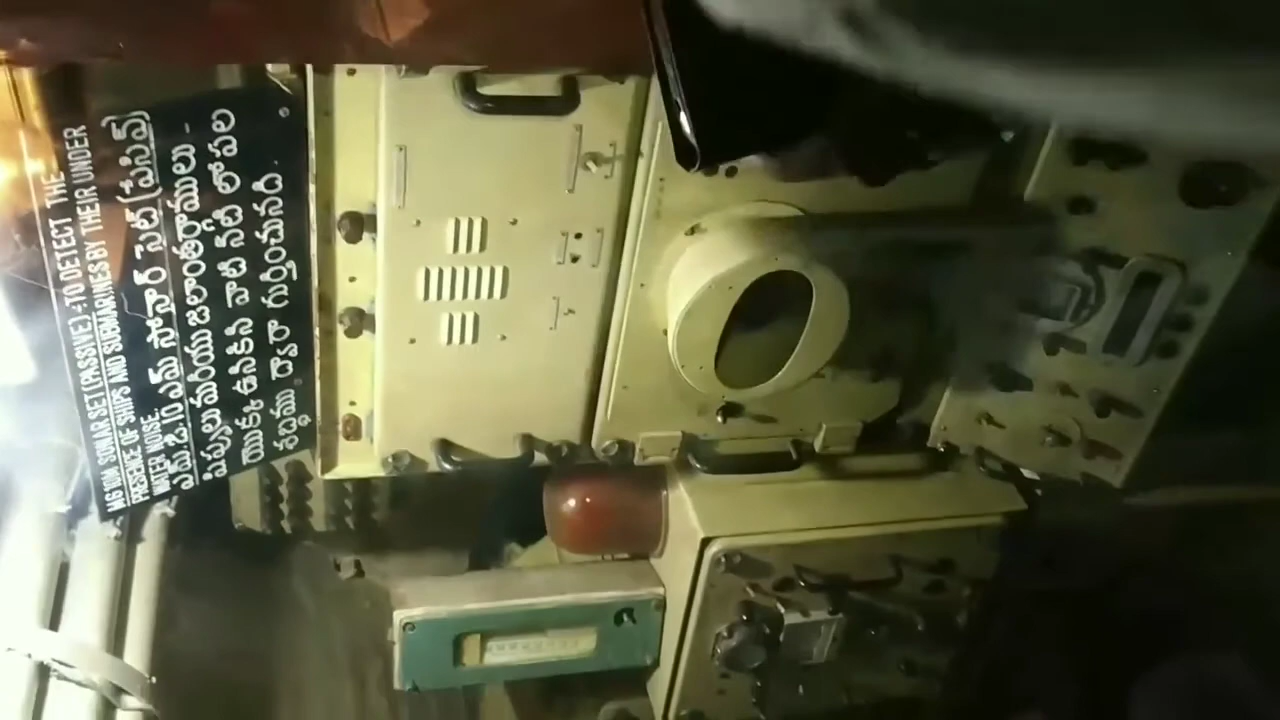 M.G 10M SONAR SET (PASSIVE) :-TO DETECT THE
PRESENCE OF SHIPS AND SUBMARINES BY THEIR UNDER
WATER NOISE.
ఎమ్.జి.10 ఎమ్ సోనార్ సెట్ (పేసివ్)
షిప్పులు మరియు జలాంతర్గాములు -
యొక్క ఉనికిని వాటి నీటి లోపల
శబ్దము ద్వారా గుర్తించునది.